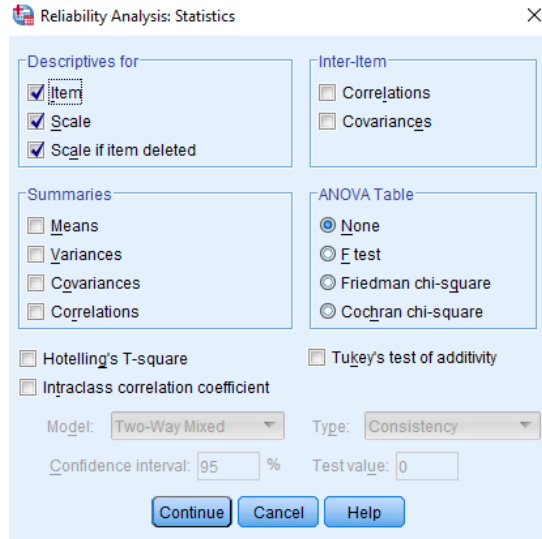 Reliability Analysis: Statistics
Descriptives for
Item
Scale
Scale if item deleted
Inter-Item
Correlations
Covariances
Summaries
Means
Variances
Covariances
Correlations
ANOVA Table
None
F test
Friedman chi-square
Cochran chi-square
Hotelling's T-square
Tukey's test of additivity
Intraclass correlation coefficient
Model: Two-Way Mixed Type: Consistency
Confidence interval: 95 % Test value: 0
Continue Cancel Help